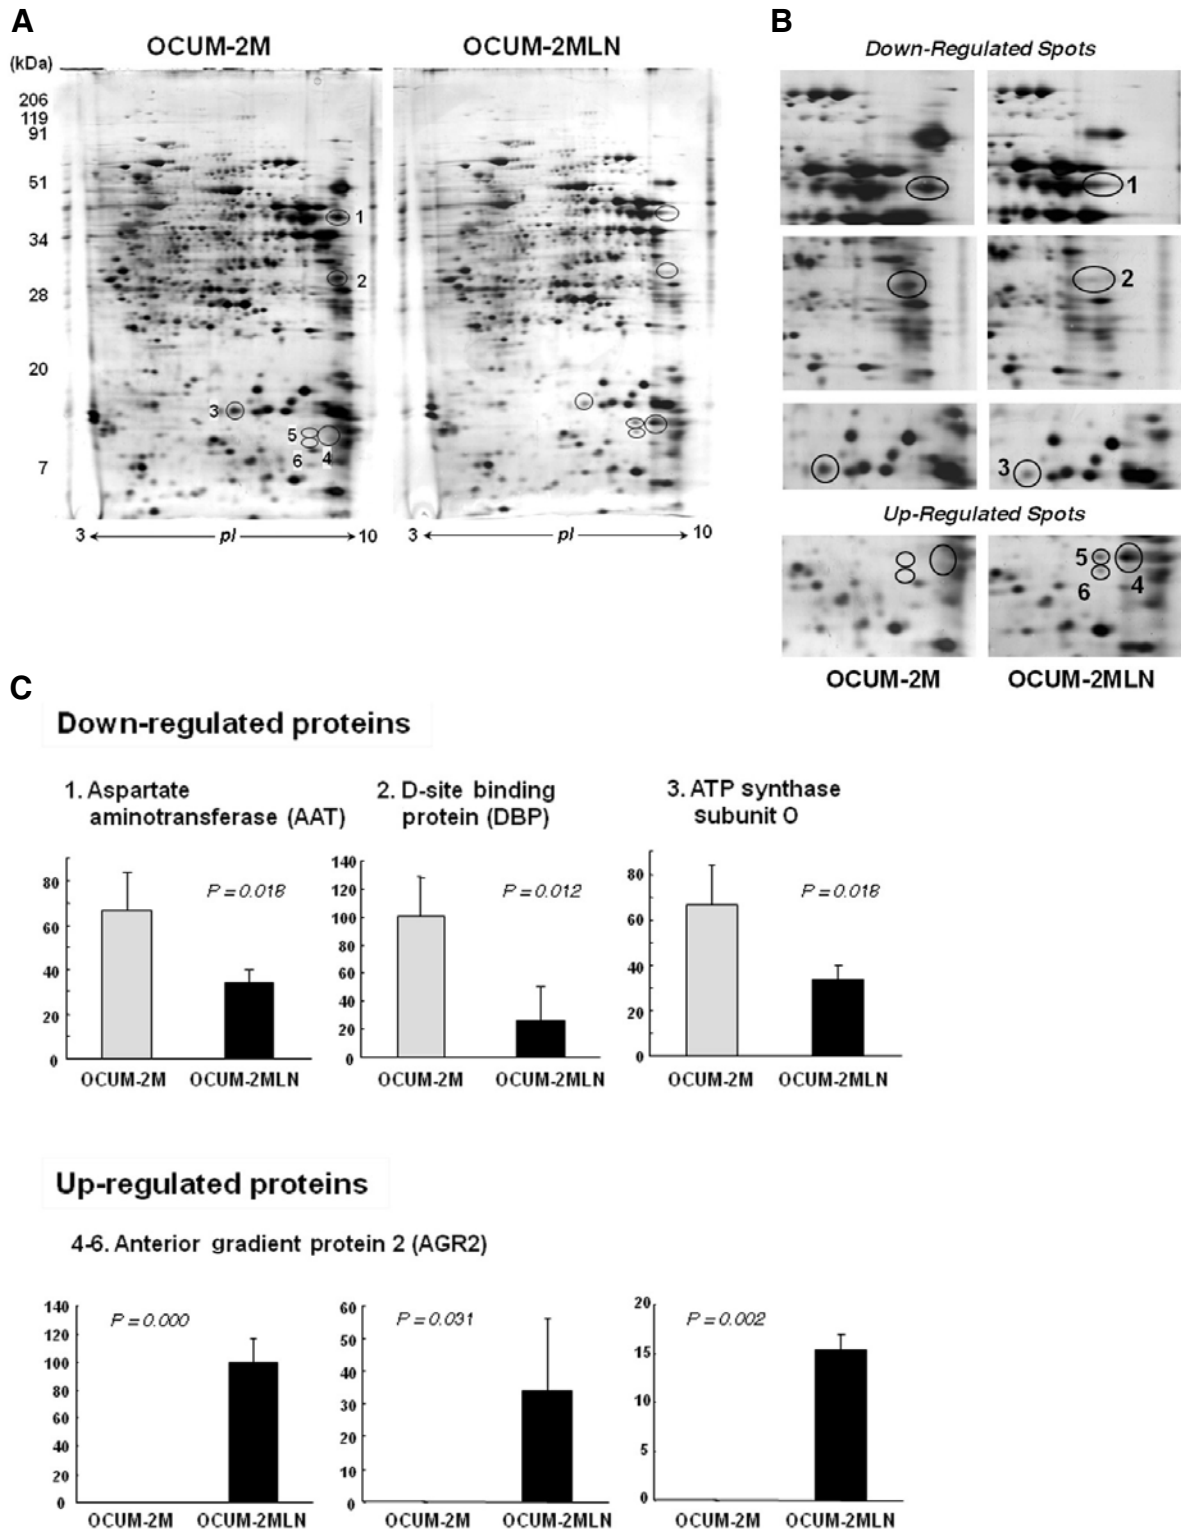 A
OCUM-2M
OCUM-2MLN
(kDa)
206
119
91
51
34
28
20
7
1
2
3
5
4
6
3
pI
10
3
pI
10
B
Down-Regulated Spots
1
2
3
Up-Regulated Spots
5
4
6
OCUM-2M
OCUM-2MLN
C
Down-regulated proteins
1. Aspartate
aminotransferase (AAT)
80
60
40
20
0
P = 0.018
OCUM-2M
OCUM-2MLN
2. D-site binding
protein (DBP)
140
120
100
80
60
40
20
0
P = 0.012
OCUM-2M
OCUM-2MLN
3. ATP synthase
subunit O
80
60
40
20
0
P = 0.018
OCUM-2M
OCUM-2MLN
Up-regulated proteins
4-6. Anterior gradient protein 2 (AGR2)
140
120
100
80
60
40
20
0
P = 0.000
OCUM-2M
OCUM-2MLN
60
50
40
30
20
10
0
P = 0.031
OCUM-2M
OCUM-2MLN
20
15
10
5
0
P = 0.002
OCUM-2M
OCUM-2MLN